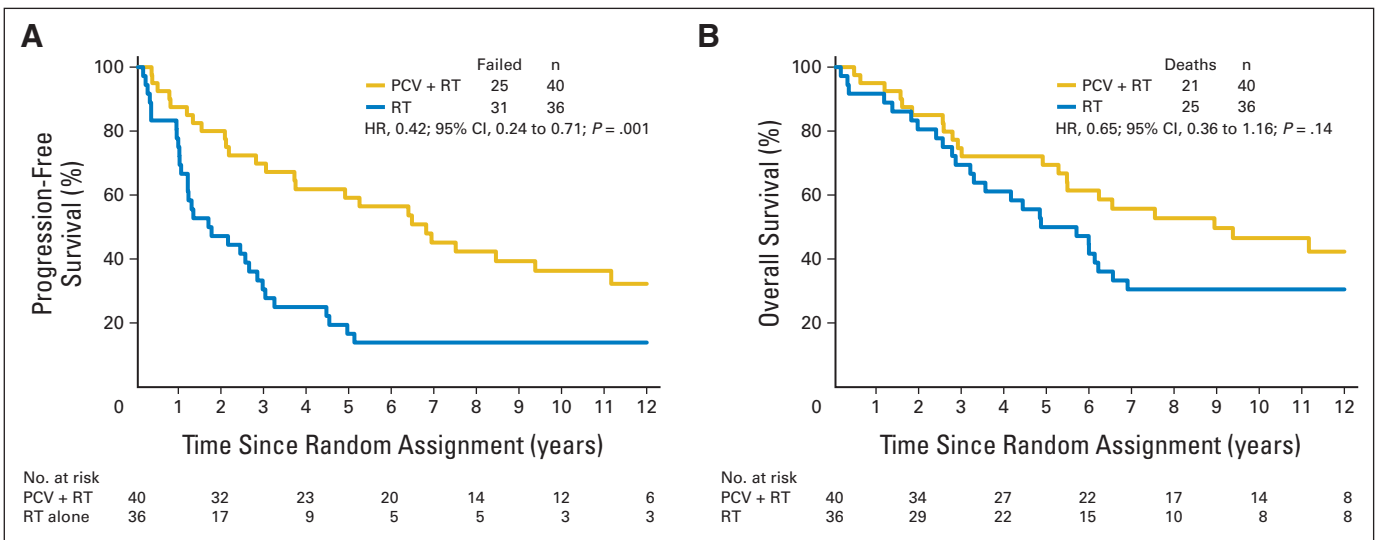 A
Failed n
PCV + RT 25 40
RT 31 36
HR, 0.42; 95% CI, 0.24 to 0.71; P = .001
Progression-Free
Survival (%)
100
80
60
40
20
0 1 2 3 4 5 6 7 8 9 10 11 12
Time Since Random Assignment (years)
No. at risk
PCV + RT 40 32 23 20 14 12 6
RT alone 36 17 9 5 5 3 3
B
Deaths n
PCV + RT 21 40
RT 25 36
HR, 0.65; 95% CI, 0.36 to 1.16; P = .14
Overall Survival (%)
100
80
60
40
20
0 1 2 3 4 5 6 7 8 9 10 11 12
Time Since Random Assignment (years)
No. at risk
PCV + RT 40 34 27 22 17 14 8
RT 36 29 22 15 10 8 8